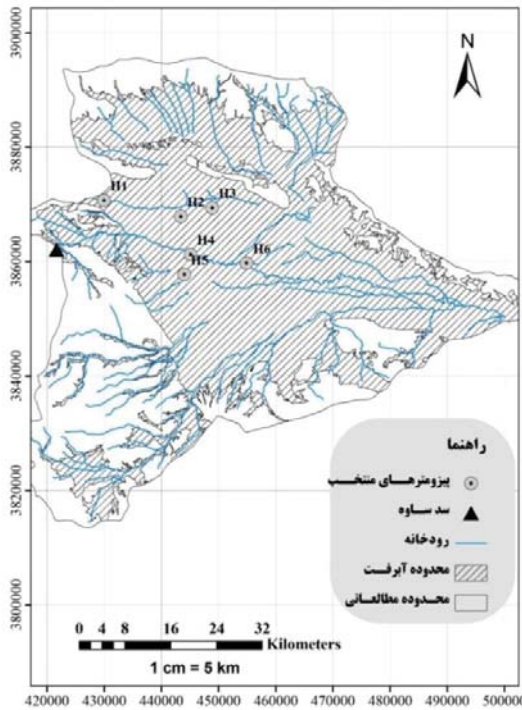 3900000
3880000
3860000
3840000
3820000
3800000
N
H1
H2
H3
H4
H5
H6
راهنما
پیزومترهای منتخب
سد ساوه
رودخانه
محدوده آبرفت
محدوده مطالعاتی
0 4 8 16 24 32 Kilometers
1 cm = 5 km
420000 430000 440000 450000 460000 470000 480000 490000 500000